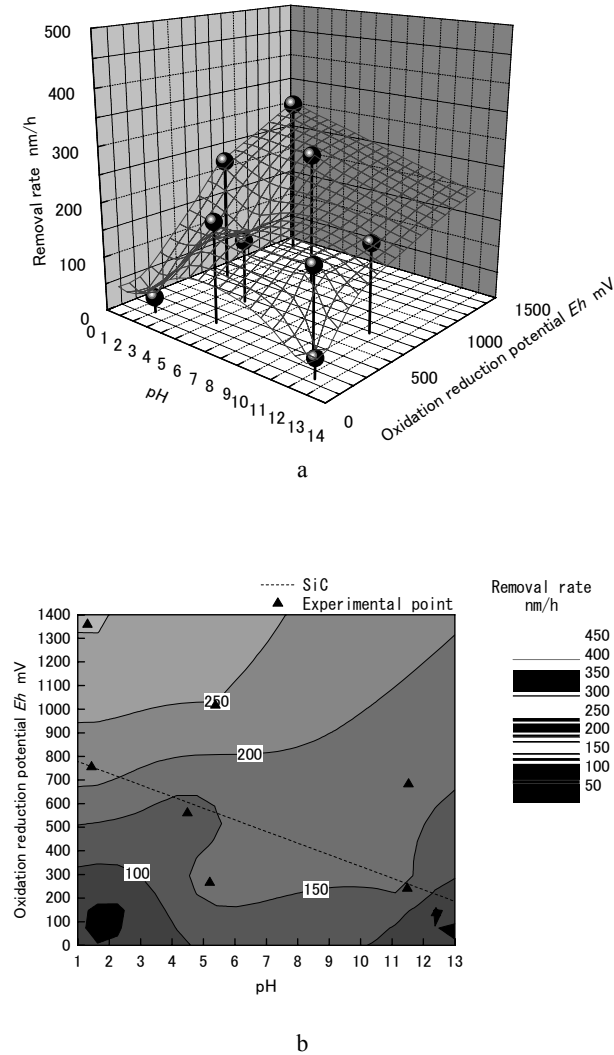 500
400
300
200
100
0
Removal rate nm/h
0 1 2 3 4 5 6 7 8 9 10 11 12 13 14
pH
0 500 1000 1500
Oxidation reduction potential Eh mV
a
SiC
Experimental point
Removal rate
nm/h
450
400
350
300
250
200
150
100
50
1400
1300
1200
1100
1000
900
800
700
600
500
400
300
200
100
0
Oxidation reduction potential Eh mV
250
200
150
100
1 2 3 4 5 6 7 8 9 10 11 12 13
pH
b